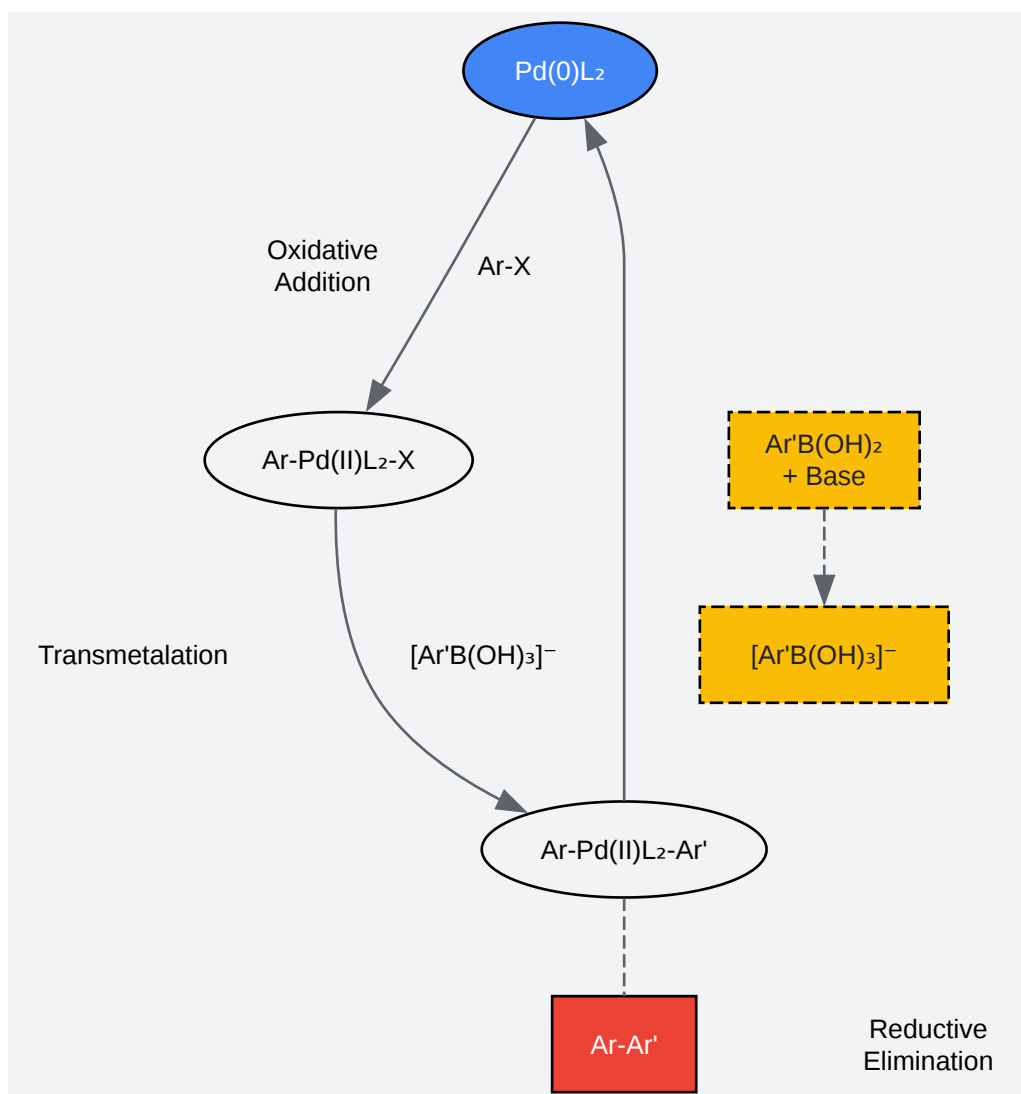 Pd(0)L₂
Oxidative
Addition
Ar-X
Ar-Pd(II)L₂-X
Ar'B(OH)₂
+ Base
Transmetalation
[Ar'B(OH)₃]⁻
[Ar'B(OH)₃]⁻
Ar-Pd(II)L₂-Ar'
Ar-Ar'
Reductive
Elimination